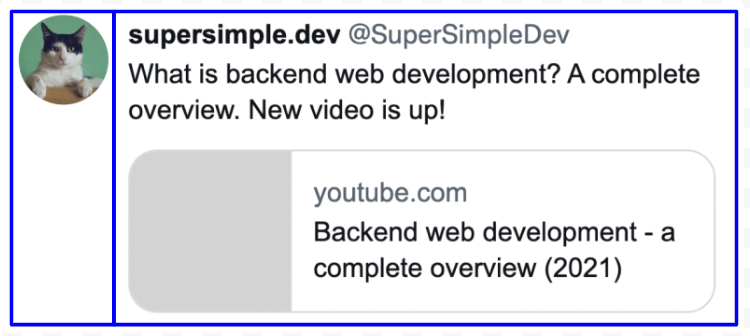 supersimple.dev @SuperSimpleDev
What is backend web development? A complete
overview. New video is up!
youtube.com
Backend web development - a
complete overview (2021)